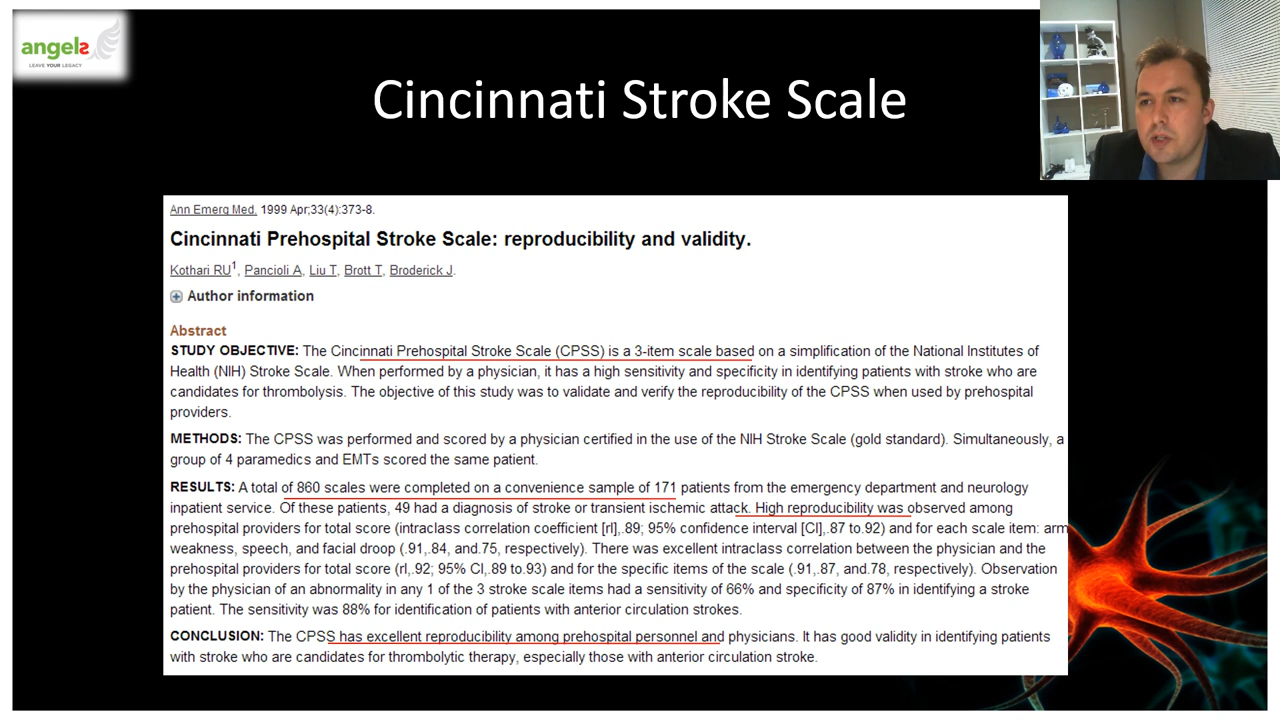 angels
LEAVE YOUR LEGACY
Cincinnati Stroke Scale
Ann Emerg Med. 1999 Apr;33(4):373-8.
Cincinnati Prehospital Stroke Scale: reproducibility and validity.
Kothari RU1, Pancioli A, Liu T, Brott T, Broderick J.
Author information
Abstract
STUDY OBJECTIVE: The Cincinnati Prehospital Stroke Scale (CPSS) is a 3-item scale based on a simplification of the National Institutes of
Health (NIH) Stroke Scale. When performed by a physician, it has a high sensitivity and specificity in identifying patients with stroke who are
candidates for thrombolysis. The objective of this study was to validate and verify the reproducibility of the CPSS when used by prehospital
providers.
METHODS: The CPSS was performed and scored by a physician certified in the use of the NIH Stroke Scale (gold standard). Simultaneously, a
group of 4 paramedics and EMTs scored the same patient.
RESULTS: A total of 860 scales were completed on a convenience sample of 171 patients from the emergency department and neurology
inpatient service. Of these patients, 49 had a diagnosis of stroke or transient ischemic attack. High reproducibility was observed among
prehospital providers for total score (intraclass correlation coefficient [rI],.89; 95% confidence interval [CI],.87 to.92) and for each scale item: arm
weakness, speech, and facial droop (.91,.84, and.75, respectively). There was excellent intraclass correlation between the physician and the
prehospital providers for total score (rI,.92; 95% CI,.89 to.93) and for the specific items of the scale (.91,.87, and.78, respectively). Observation
by the physician of an abnormality in any 1 of the 3 stroke scale items had a sensitivity of 66% and specificity of 87% in identifying a stroke
patient. The sensitivity was 88% for identification of patients with anterior circulation strokes.
CONCLUSION: The CPSS has excellent reproducibility among prehospital personnel and physicians. It has good validity in identifying patients
with stroke who are candidates for thrombolytic therapy, especially those with anterior circulation stroke.